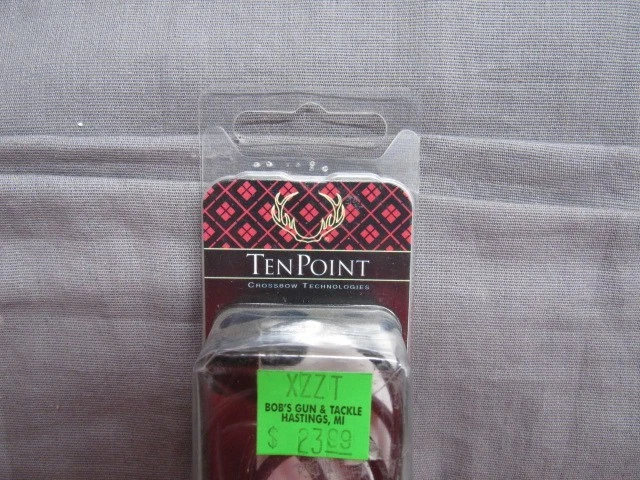 TENPOINT
CROSSBOW TECHNOLOGIES
XZZT
BOB'S GUN & TACKLE
HASTINGS, MI
$ 23.99